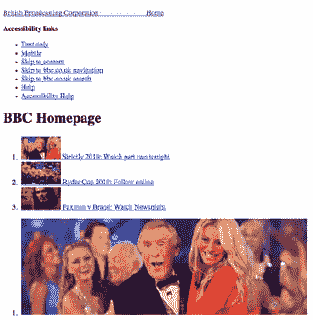 British Broadcasting Corporation Home
Accessibility links
Text only
Mobile
Skip to content
Skip to bbc.co.uk navigation
Skip to bbc.co.uk search
Help
Accessibility Help
BBC Homepage
1. Strictly 2010: Watch part two tonight
2. Ryder Cup 2010: Follow online
3. Paxman v Brand: Watch Newsnight
1.